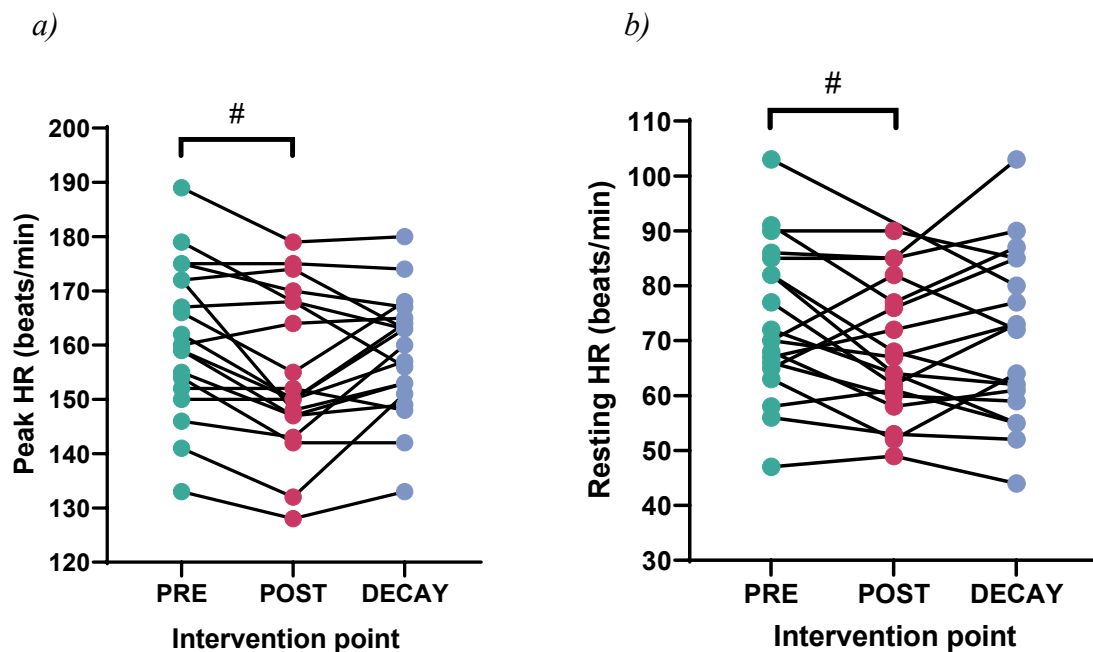 a)
#
Peak HR (beats/min)
200
190
180
170
160
150
140
130
120
PRE POST DECAY
Intervention point
b)
#
Resting HR (beats/min)
110
100
90
80
70
60
50
40
30
PRE POST DECAY
Intervention point